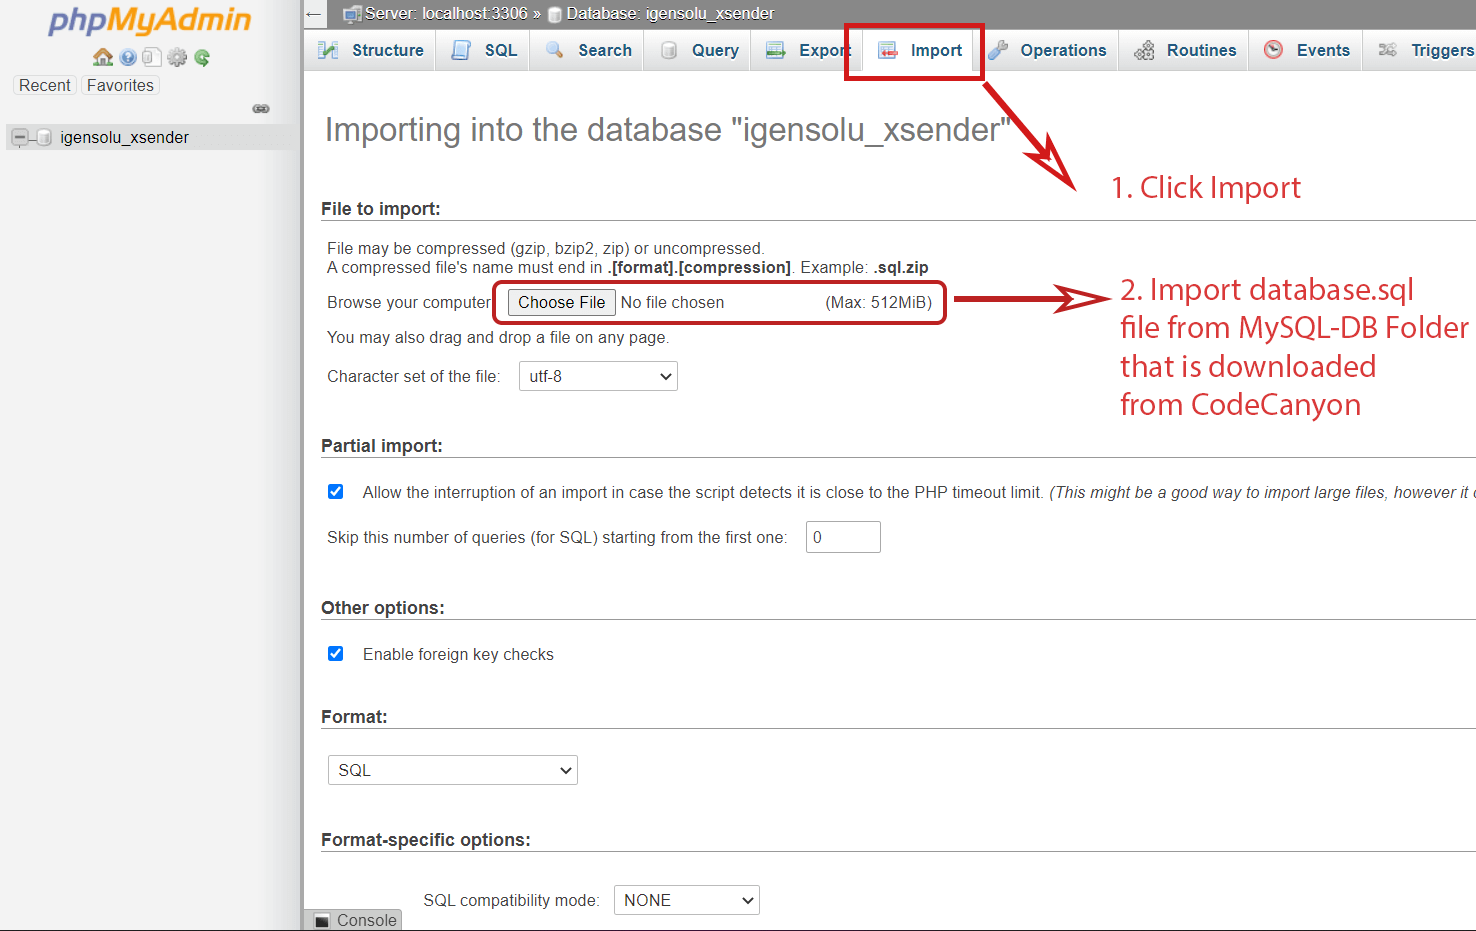 phpMyAdmin
← Server: localhost:3306 » Database: igensolu_xsender
Structure SQL Search Query Export Import Operations Routines Events Triggers
Recent Favorites
igensolu_xsender
Importing into the database "igensolu_xsender"
1. Click Import
File to import:
File may be compressed (gzip, bzip2, zip) or uncompressed.
A compressed file's name must end in .[format].[compression]. Example: .sql.zip
Browse your computer: Choose File No file chosen (Max: 512MiB)
2. Import database.sql
file from MySQL-DB Folder
that is downloaded
from CodeCanyon
You may also drag and drop a file on any page.
Character set of the file: utf-8
Partial import:
Allow the interruption of an import in case the script detects it is close to the PHP timeout limit. (This might be a good way to import large files, however it
Skip this number of queries (for SQL) starting from the first one: 0
Other options:
Enable foreign key checks
Format:
SQL
Format-specific options:
SQL compatibility mode: NONE
Console